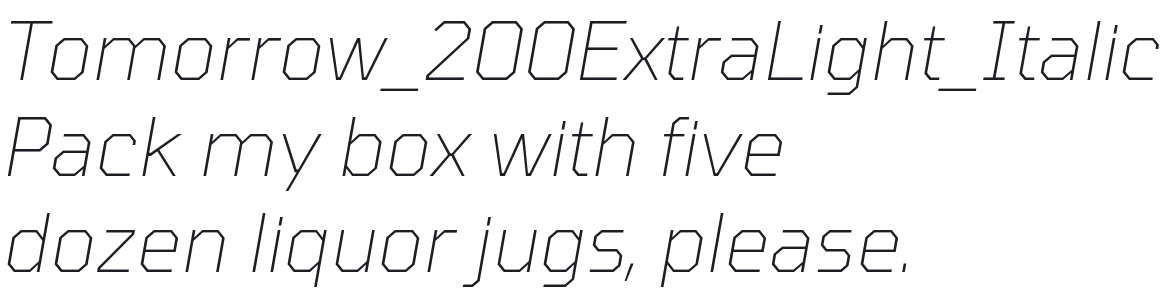 Tomorrow_200ExtraLight_Italic
Pack my box with five
dozen liquor jugs, please.